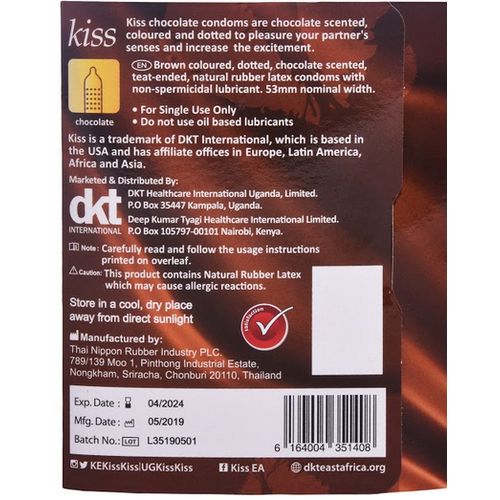 kiss
Kiss chocolate condoms are chocolate scented,
coloured and dotted to pleasure your partner's
senses and increase the excitement.
EN Brown coloured, dotted, chocolate scented,
teat-ended, natural rubber latex condoms with
non-spermicidal lubricant. 53mm nominal width.
chocolate
• For Single Use Only
• Do not use oil based lubricants
Kiss is a trademark of DKT International, which is based in
the USA and has affiliate offices in Europe, Latin America,
Africa and Asia.
Marketed & Distributed By:
dkt
INTERNATIONAL
DKT Healthcare International Uganda, Limited.
P.O Box 35447 Kampala, Uganda.
Deep Kumar Tyagi Healthcare International Limited.
P.O Box 105797-00101 Nairobi, Kenya.
Note: Carefully read and follow the usage instructions
printed on overleaf.
Caution: This product contains Natural Rubber Latex
which may cause allergic reactions.
Store in a cool, dry place
away from direct sunlight
satisfaction
Manufactured by:
Thai Nippon Rubber Industry PLC.
789/139 Moo 1, Pinthong Industrial Estate,
Nongkham, Sriracha, Chonburi 20110, Thailand
Exp. Date: 04/2024
Mfg. Date: 05/2019
Batch No.: LOT L35190501
6 164004 351408
KEKissKiss|UGKissKiss
Kiss EA
dkteastafrica.org